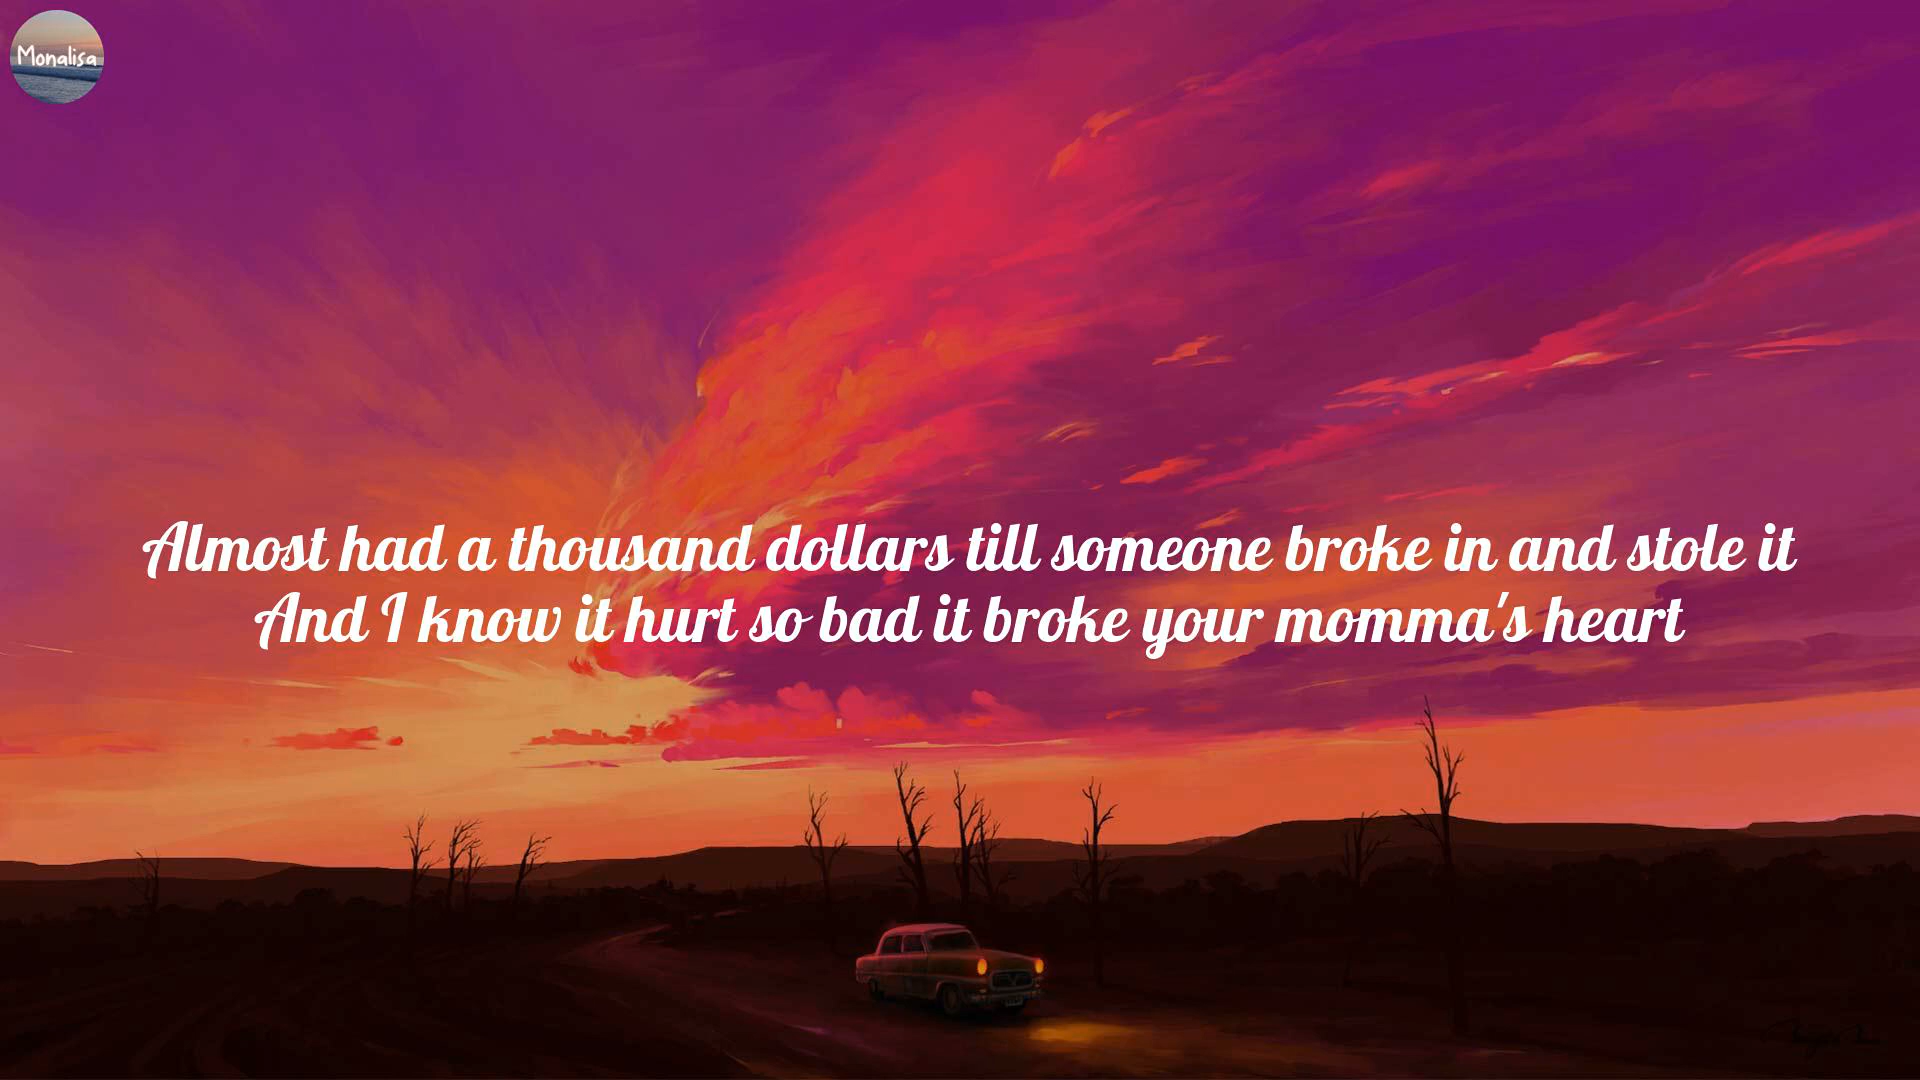 Monalisa
Almost had a thousand dollars till someone broke in and stole it
And I know it hurt so bad it broke your momma's heart